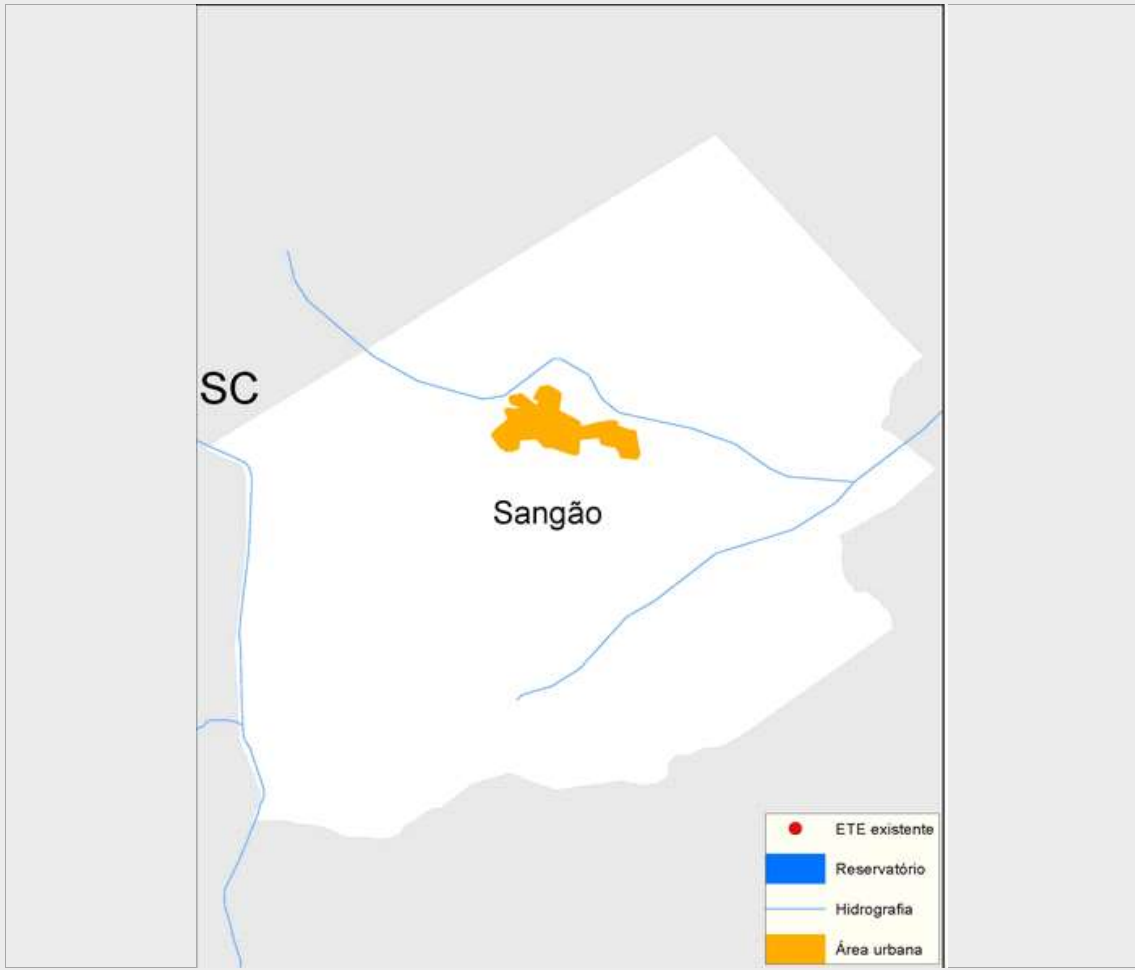 SC
Sangão
ETE existente
Reservatório
Hidrografia
Área urbana